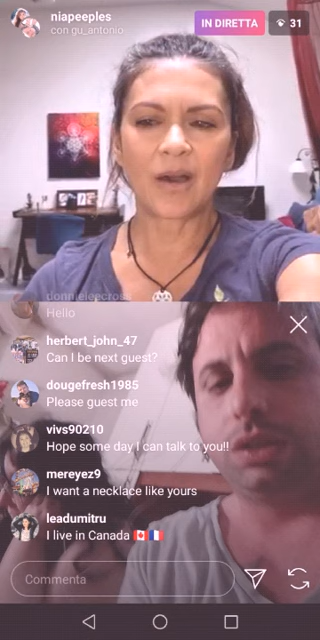 niapeeples
con gu_antonio
IN DIRETTA
31
donnieleecross
Hello
herbert_john_47
Can I be next guest?
dougefresh1985
Please guest me
vivs90210
Hope some day I can talk to you!!
mereyez9
I want a necklace like yours
leadumitru
I live in Canada 🇨🇦🇫🇷
Commenta